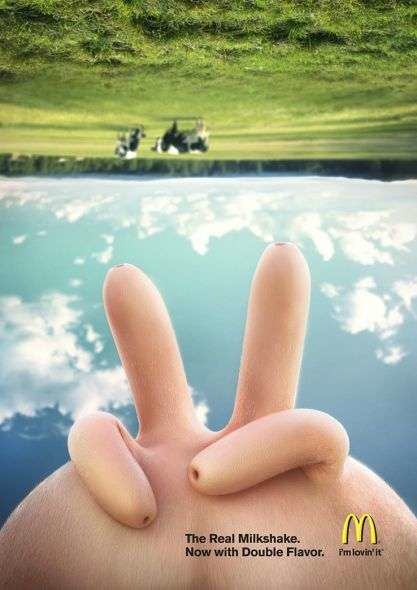 The Real Milkshake.
Now with Double Flavor.
i'm lovin' it